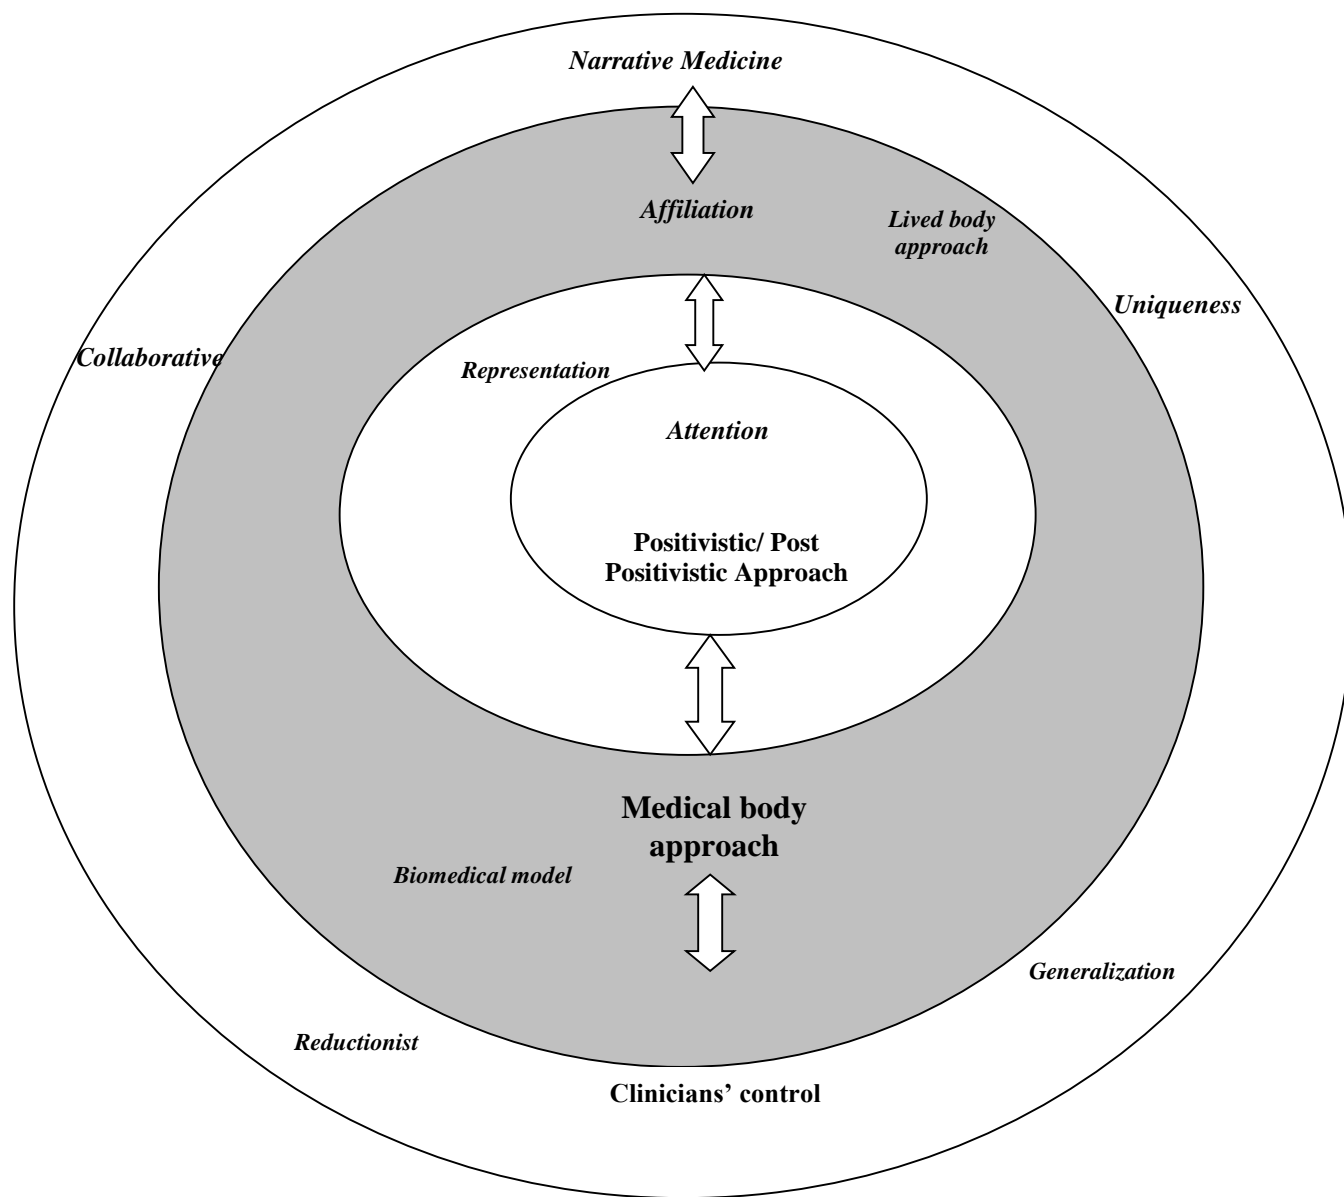 Narrative Medicine
Affiliation
Lived body
approach
Uniqueness
Collaborative
Representation
Attention
Positivistic/ Post
Positivistic Approach
Medical body
approach
Biomedical model
Generalization
Reductionist
Clinicians’ control